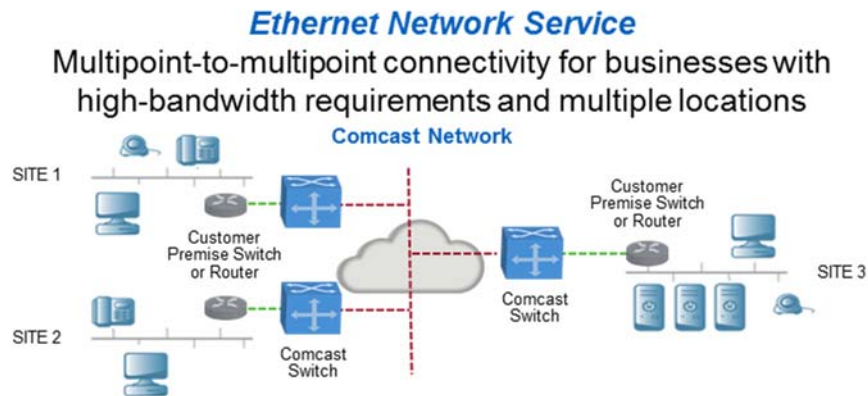 Ethernet Network Service
Multipoint-to-multipoint connectivity for businesses with
high-bandwidth requirements and multiple locations
Comcast Network
SITE 1
Customer
Premise Switch
or Router
SITE 2
Comcast
Switch
Comcast
Switch
Customer
Premise Switch
or Router
SITE 3